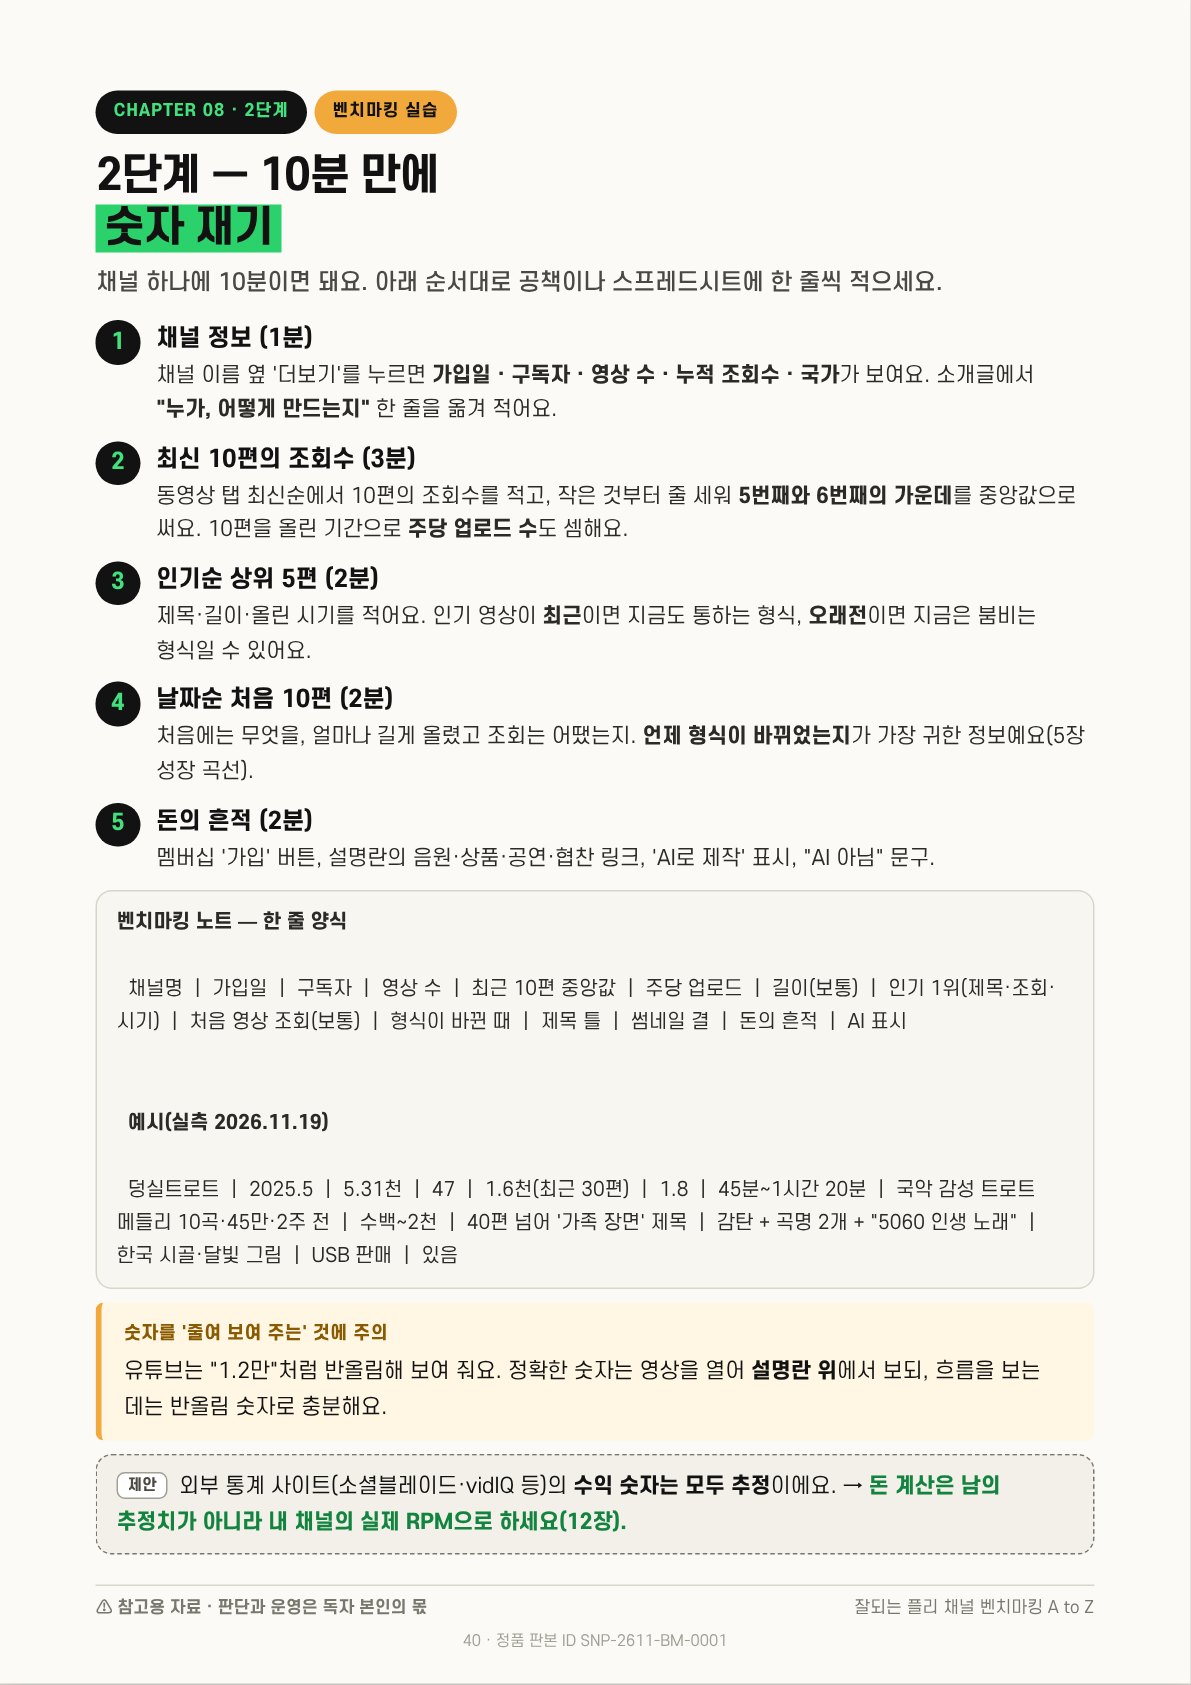 CHAPTER 08 · 2단계 벤치마킹 실습
2단계 — 10분 만에
숫자 재기
채널 하나에 10분이면 돼요. 아래 순서대로 공책이나 스프레드시트에 한 줄씩 적으세요.
1 채널 정보 (1분)
채널 이름 옆 '더보기'를 누르면 가입일 · 구독자 · 영상 수 · 누적 조회수 · 국가가 보여요. 소개글에서
"누가, 어떻게 만드는지" 한 줄을 옮겨 적어요.
2 최신 10편의 조회수 (3분)
동영상 탭 최신순에서 10편의 조회수를 적고, 작은 것부터 줄 세워 5번째와 6번째의 가운데를 중앙값으로
써요. 10편을 올린 기간으로 주당 업로드 수도 셈해요.
3 인기순 상위 5편 (2분)
제목·길이·올린 시기를 적어요. 인기 영상이 최근이면 지금도 통하는 형식, 오래전이면 지금은 붐비는
형식일 수 있어요.
4 날짜순 처음 10편 (2분)
처음에는 무엇을, 얼마나 길게 올렸고 조회는 어땠는지. 언제 형식이 바뀌었는지가 가장 귀한 정보예요(5장
성장 곡선).
5 돈의 흔적 (2분)
멤버십 '가입' 버튼, 설명란의 음원·상품·공연·협찬 링크, 'AI로 제작' 표시, "AI 아님" 문구.
벤치마킹 노트 — 한 줄 양식
채널명 | 가입일 | 구독자 | 영상 수 | 최근 10편 중앙값 | 주당 업로드 | 길이(보통) | 인기 1위(제목·조회·
시기) | 처음 영상 조회(보통) | 형식이 바뀐 때 | 제목 틀 | 썸네일 결 | 돈의 흔적 | AI 표시
예시(실측 2026.11.19)
덩실트로트 | 2025.5 | 5.31천 | 47 | 1.6천(최근 30편) | 1.8 | 45분~1시간 20분 | 국악 감성 트로트
메들리 10곡·45만·2주 전 | 수백~2천 | 40편 넘어 '가족 장면' 제목 | 감탄 + 곡명 2개 + "5060 인생 노래" |
한국 시골·달빛 그림 | USB 판매 | 있음
숫자를 '줄여 보여 주는' 것에 주의
유튜브는 "1.2만"처럼 반올림해 보여 줘요. 정확한 숫자는 영상을 열어 설명란 위에서 보되, 흐름을 보는
데는 반올림 숫자로 충분해요.
제안 외부 통계 사이트(소셜블레이드·vidIQ 등)의 수익 숫자는 모두 추정이에요. → 돈 계산은 남의
추정치가 아니라 내 채널의 실제 RPM으로 하세요(12장).
⚠ 참고용 자료 · 판단과 운영은 독자 본인의 몫 잘되는 플리 채널 벤치마킹 A to Z
40 · 정품 판본 ID SNP-2611-BM-0001